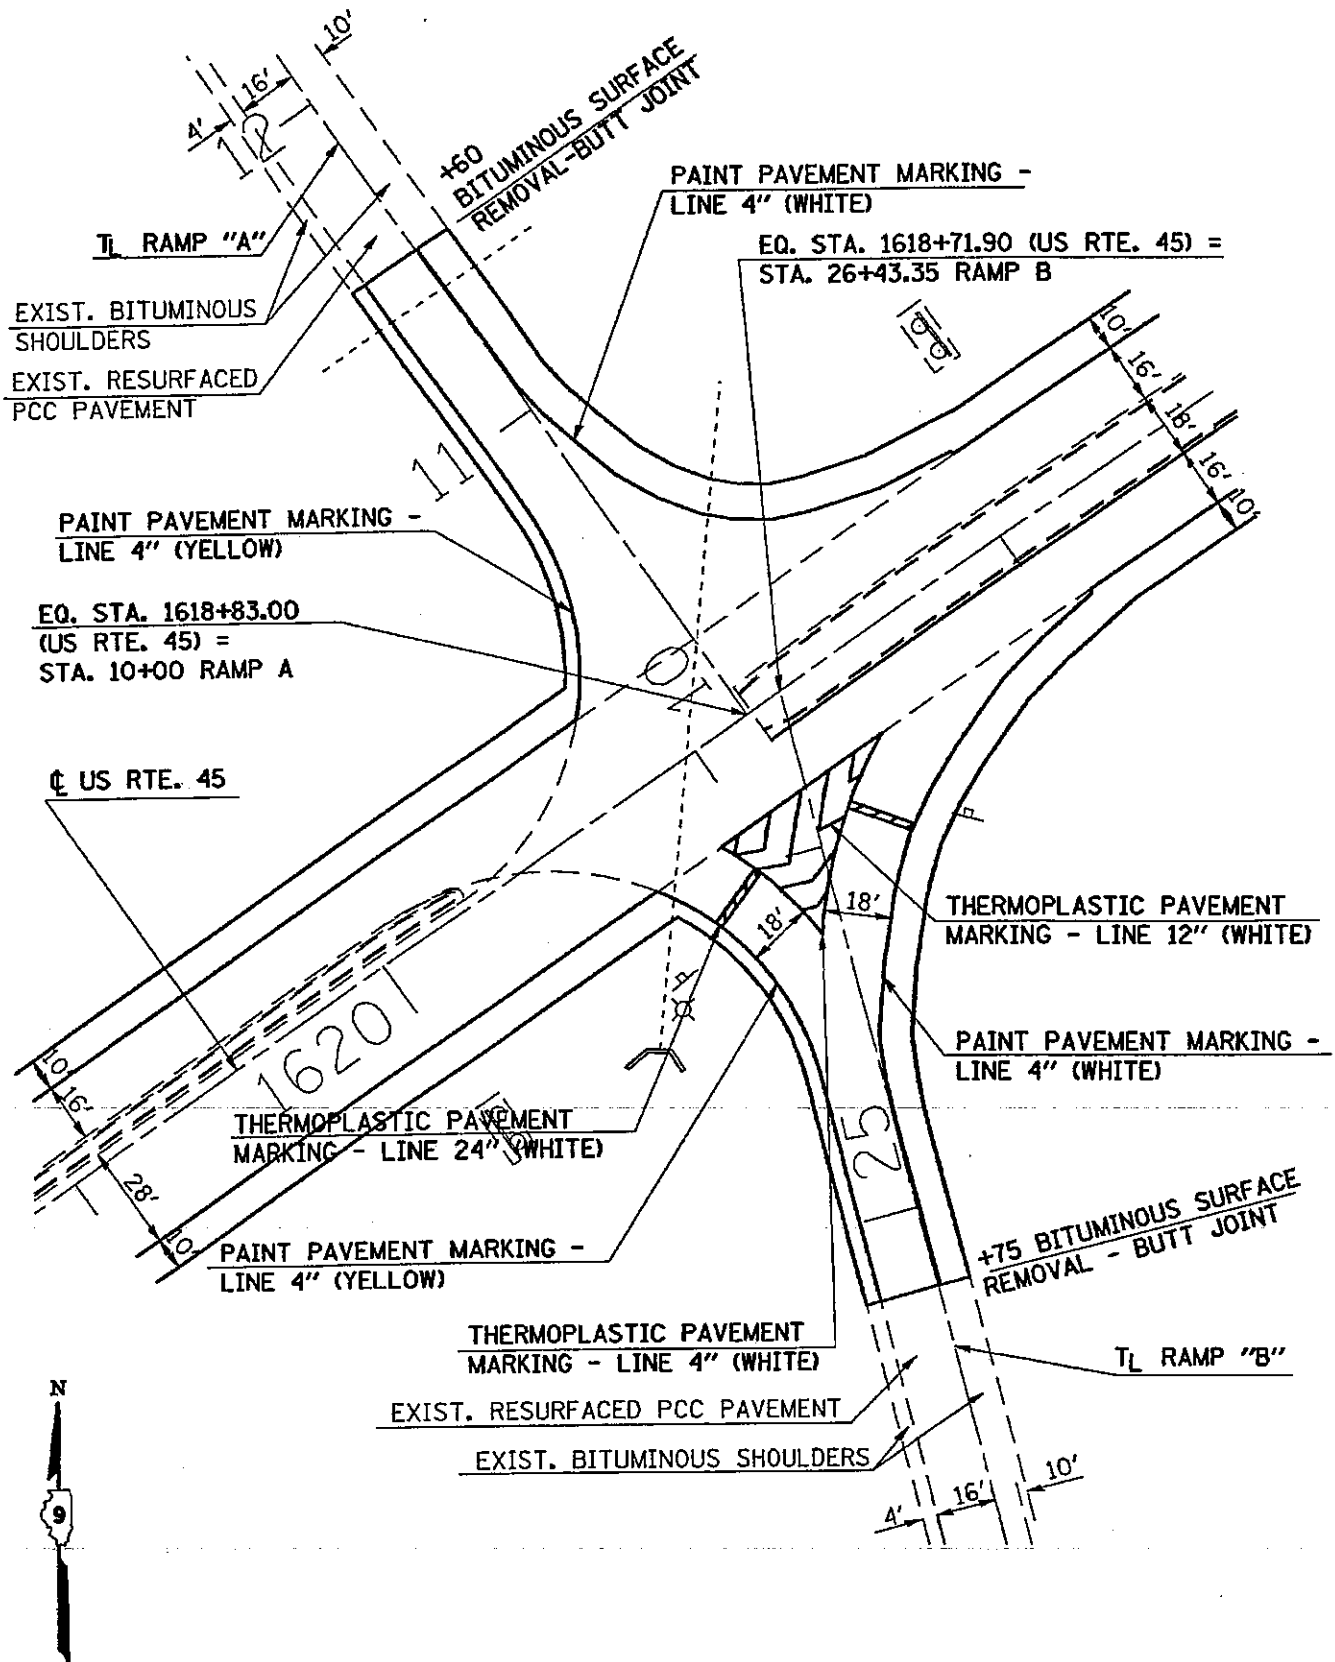 10'
16'
4'
12
+60
BITUMINOUS SURFACE
REMOVAL-BUTT JOINT
PAINT PAVEMENT MARKING -
LINE 4" (WHITE)
TL RAMP "A"
EQ. STA. 1618+71.90 (US RTE. 45) =
STA. 26+43.35 RAMP B
EXIST. BITUMINOUS
SHOULDERS
EXIST. RESURFACED
PCC PAVEMENT
10'
16'
18'
16'
10'
11
PAINT PAVEMENT MARKING -
LINE 4" (YELLOW)
EQ. STA. 1618+83.00
(US RTE. 45) =
STA. 10+00 RAMP A
10
℄ US RTE. 45
THERMOPLASTIC PAVEMENT
MARKING - LINE 12" (WHITE)
18'
18'
PAINT PAVEMENT MARKING -
LINE 4" (WHITE)
1620
10'
16'
28'
10'
THERMOPLASTIC PAVEMENT
MARKING - LINE 24" (WHITE)
25
PAINT PAVEMENT MARKING -
LINE 4" (YELLOW)
+75 BITUMINOUS SURFACE
REMOVAL - BUTT JOINT
THERMOPLASTIC PAVEMENT
MARKING - LINE 4" (WHITE)
TL RAMP "B"
EXIST. RESURFACED PCC PAVEMENT
EXIST. BITUMINOUS SHOULDERS
4'
16'
10'
N
9